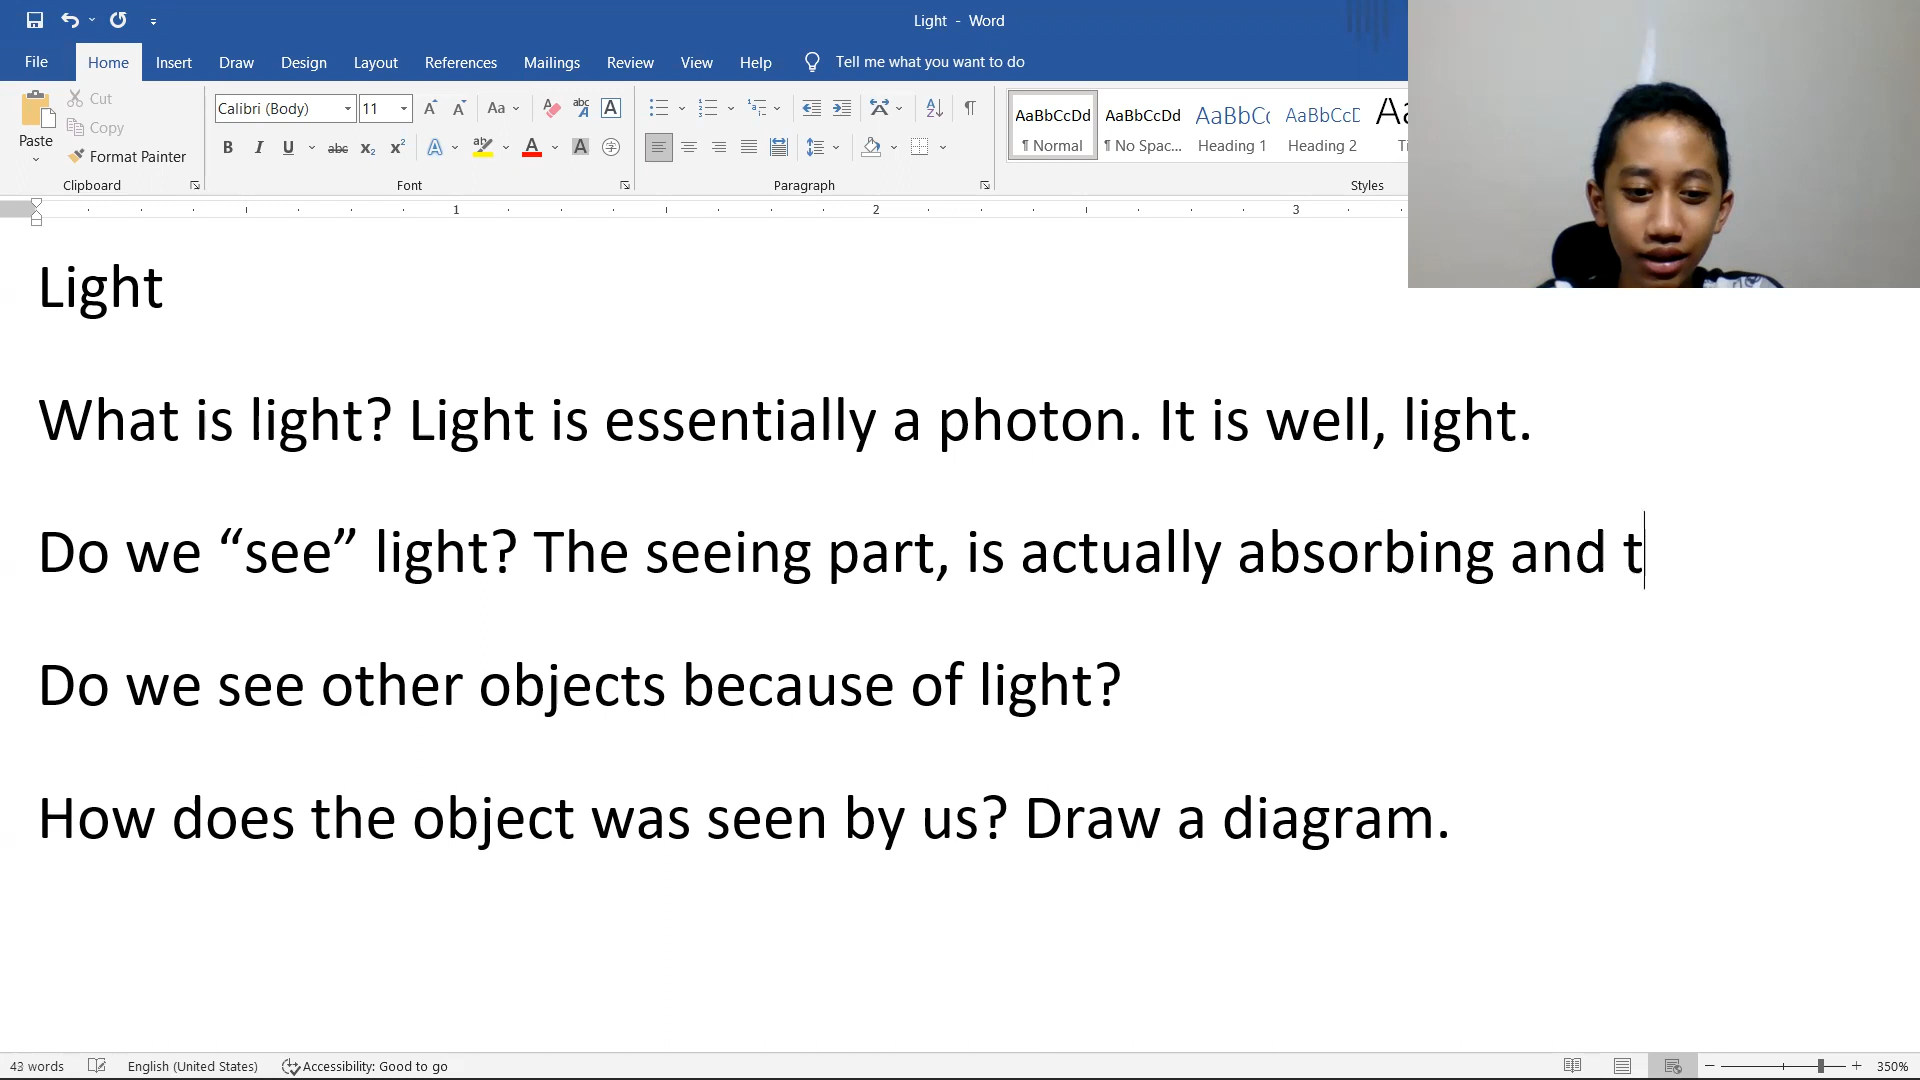 Light - Word
File Home Insert Draw Design Layout References Mailings Review View Help Tell me what you want to do
Paste
Cut
Copy
Format Painter
Clipboard
Calibri (Body) 11
Font
Paragraph
AaBbCcDd AaBbCcDd AaBbCc AaBbCcD Aa
¶ Normal ¶ No Spac... Heading 1 Heading 2
Styles
1 2 3
Light
What is light? Light is essentially a photon. It is well, light.
Do we “see” light? The seeing part, is actually absorbing and t
Do we see other objects because of light?
How does the object was seen by us? Draw a diagram.
43 words English (United States) Accessibility: Good to go 350%